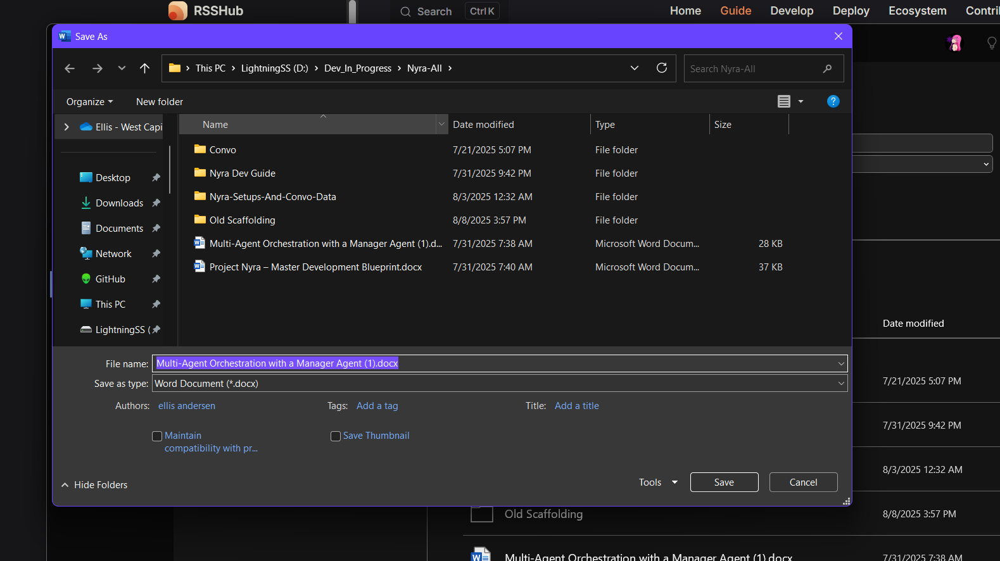 RSSHub
Search Ctrl K
Home Guide Develop Deploy Ecosystem
Save As
This PC LightningSS (D:) Dev_In_Progress Nyra-All
Search Nyra-All
Organize New folder
Ellis - West Capi
Name Date modified Type Size
Convo 7/21/2025 5:07 PM File folder
Nyra Dev Guide 7/31/2025 9:42 PM File folder
Nyra-Setups-And-Convo-Data 8/3/2025 12:32 AM File folder
Old Scaffolding 8/8/2025 3:57 PM File folder
Multi-Agent Orchestration with a Manager Agent (1).d... 7/31/2025 7:38 AM Microsoft Word Docum... 28 KB
Project Nyra – Master Development Blueprint.docx 7/31/2025 7:40 AM Microsoft Word Docum... 37 KB
Desktop
Downloads
Documents
Network
GitHub
This PC
LightningSS (
File name: Multi-Agent Orchestration with a Manager Agent (1).docx
Save as type: Word Document (*.docx)
Authors: ellis andersen Tags: Add a tag Title: Add a title
Maintain
compatibility with pr...
Save Thumbnail
Hide Folders
Tools Save Cancel
Date modified
7/21/2025 5:07 PM
7/31/2025 9:42 PM
8/3/2025 12:32 AM
Old Scaffolding 8/8/2025 3:57 PM
Multi-Agent Orchestration with a Manager Agent (1).docx 7/31/2025 7:38 AM